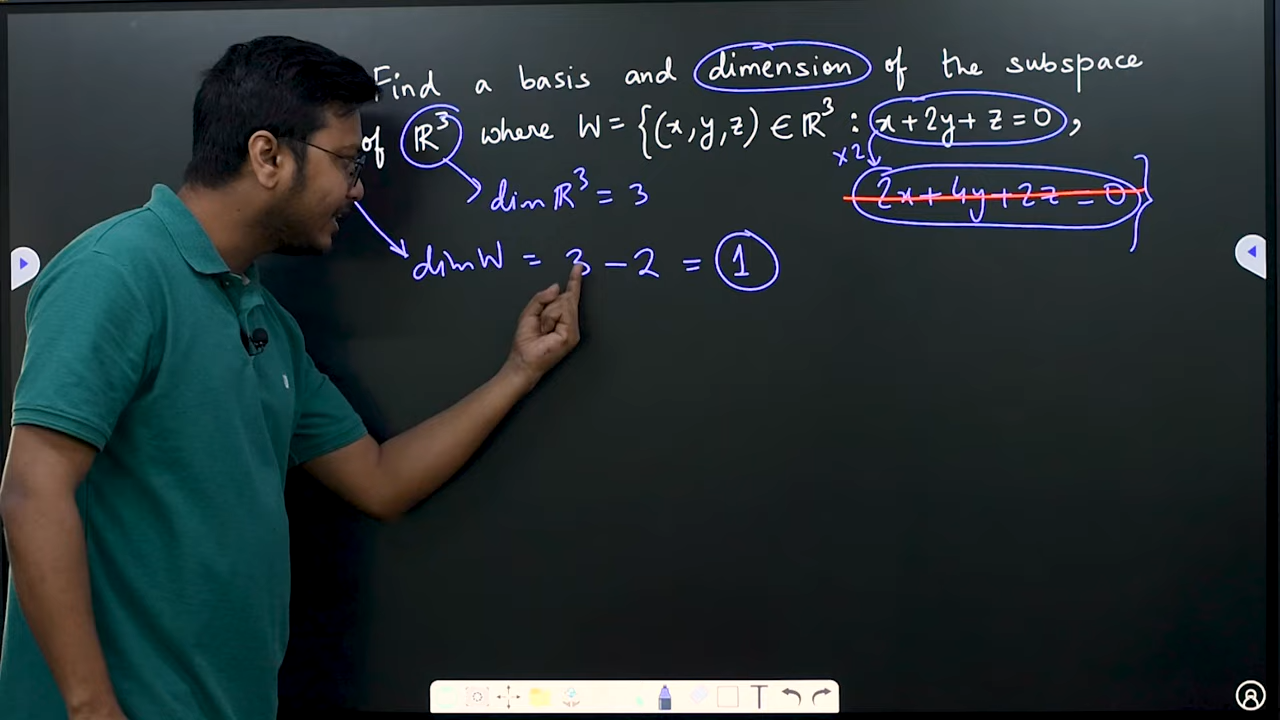 Find a basis and dimension of the subspace
of ℝ³ where W = {(x,y,z) ∈ ℝ³ : x+2y+z=0,
×2
2x+4y+2z=0}
dim ℝ³ = 3
dim W = 3 - 2 = 1
T